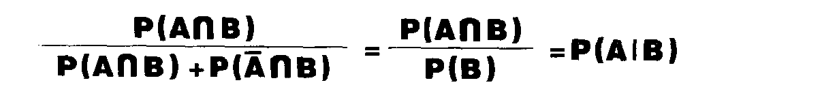 P(A∩B) / (P(A∩B)+P(Ā∩B)) = P(A∩B) / P(B) =P(A|B)